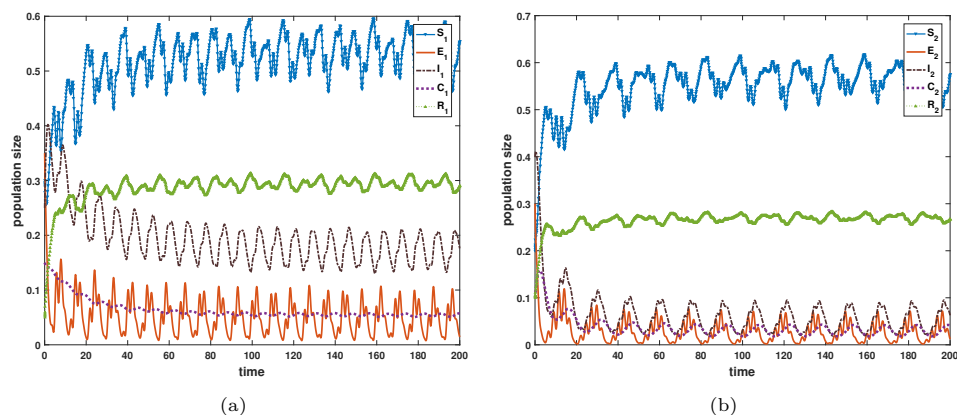 0.6
0.5
0.4
0.3
0.2
0.1
0
0 20 40 60 80 100 120 140 160 180 200
population size
time
S₁
E₁
I₁
C₁
R₁
(a)
0.7
0.6
0.5
0.4
0.3
0.2
0.1
0
0 20 40 60 80 100 120 140 160 180 200
population size
time
S₂
E₂
I₂
C₂
R₂
(b)